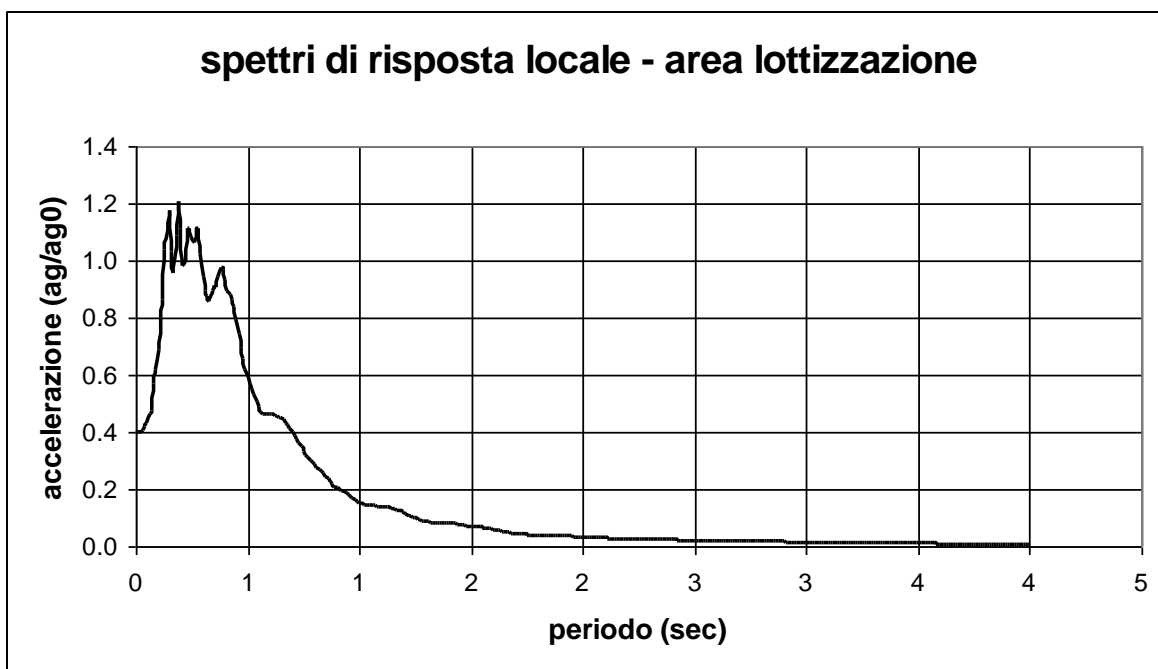 spettri di risposta locale - area lottizzazione
accelerazione (ag/ag0)
1.4
1.2
1.0
0.8
0.6
0.4
0.2
0.0
0 1 1 2 2 3 3 4 4 5
periodo (sec)